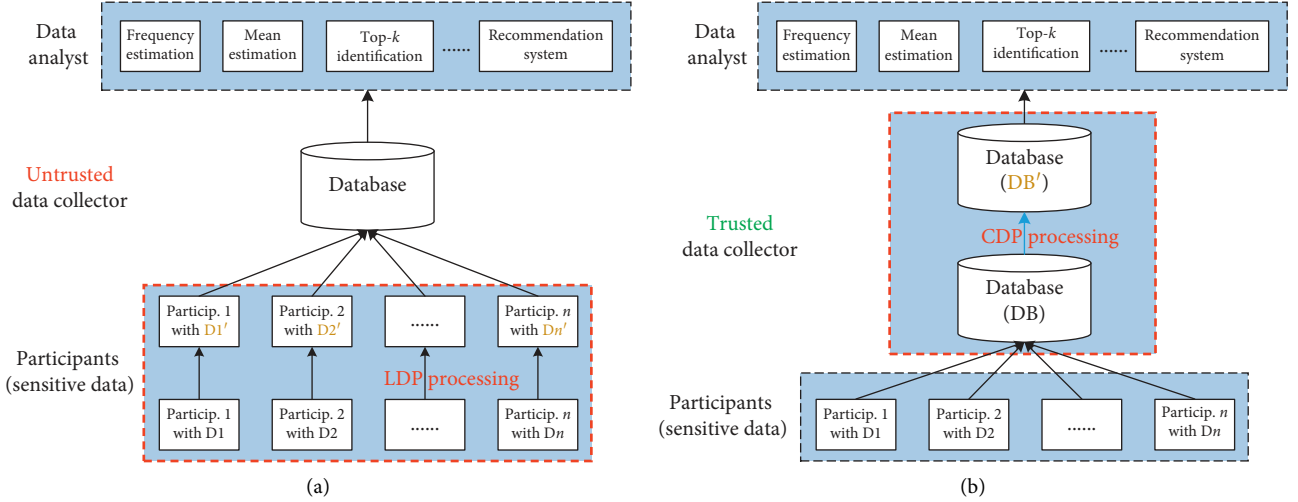 Data
analyst
Frequency
estimation
Mean
estimation
Top-k
identification
......
Recommendation
system
Untrusted
data collector
Database
Participants
(sensitive data)
Particip. 1
with D1′
Particip. 2
with D2′
......
Particip. n
with Dn′
LDP processing
Particip. 1
with D1
Particip. 2
with D2
......
Particip. n
with Dn
(a)
Data
analyst
Frequency
estimation
Mean
estimation
Top-k
identification
......
Recommendation
system
Trusted
data collector
Database
(DB′)
CDP processing
Database
(DB)
Participants
(sensitive data)
Particip. 1
with D1
Particip. 2
with D2
......
Particip. n
with Dn
(b)